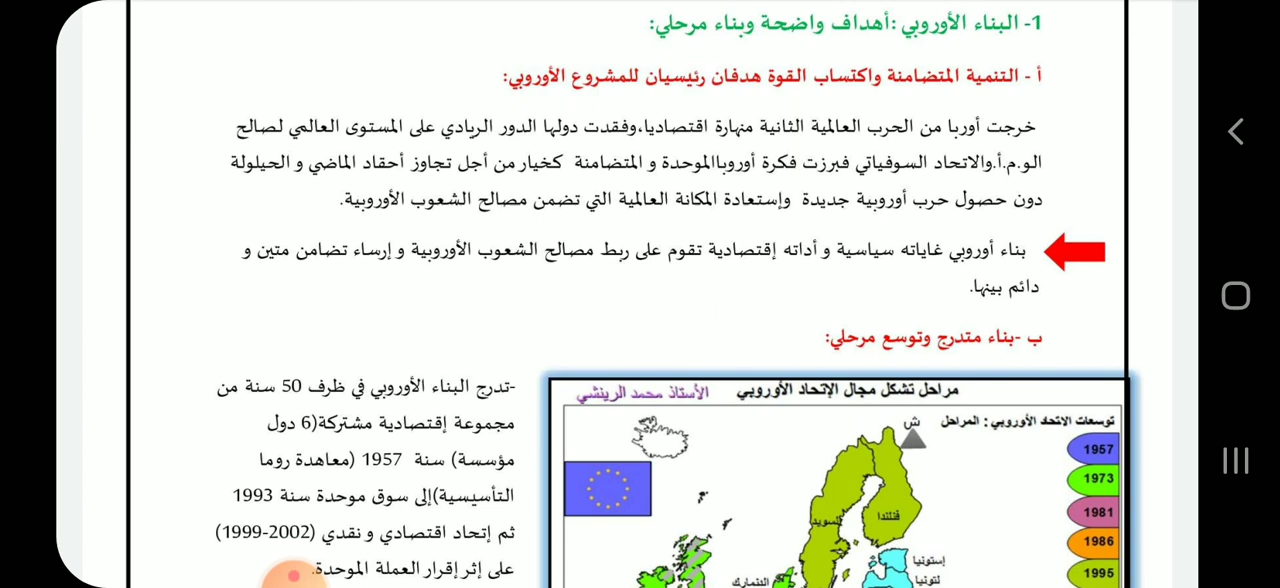 1- البناء الأوروبي :أهداف واضحة وبناء مرحلي:
أ - التنمية المتضامنة واكتساب القوة هدفان رئيسيان للمشروع الأوروبي:
خرجت أوربا من الحرب العالمية الثانية منهارة اقتصاديا،وفقدت دولها الدور الريادي على المستوى العالمي لصالح
الو.م.أ.والاتحاد السوفياتي فبرزت فكرة أوروباالموحدة و المتضامنة كخيار من أجل تجاوز أحقاد الماضي و الحيلولة
دون حصول حرب أوروبية جديدة وإستعادة المكانة العالمية التي تضمن مصالح الشعوب الأوروبية.
بناء أوروبي غاياته سياسية و أداته إقتصادية تقوم على ربط مصالح الشعوب الأوروبية و إرساء تضامن متين و
دائم بينها.
ب -بناء متدرج وتوسع مرحلي:
مراحل تشكل مجال الإتحاد الأوروبي
الأستاذ محمد الرينشي
توسعات الاتحد الأوروبي : المراحل
ش
1957
1973
1981
1986
1995
فنلندا
السويد
إستونيا
لتونيا
الدنمارك
-تدرج البناء الأوروبي في ظرف 50 سنة من
مجموعة إقتصادية مشتركة(6 دول
مؤسسة) سنة 1957 (معاهدة روما
التأسيسية)إلى سوق موحدة سنة 1993
ثم إتحاد اقتصادي و نقدي (2002-1999)
على إثر إقرار العملة الموحدة.